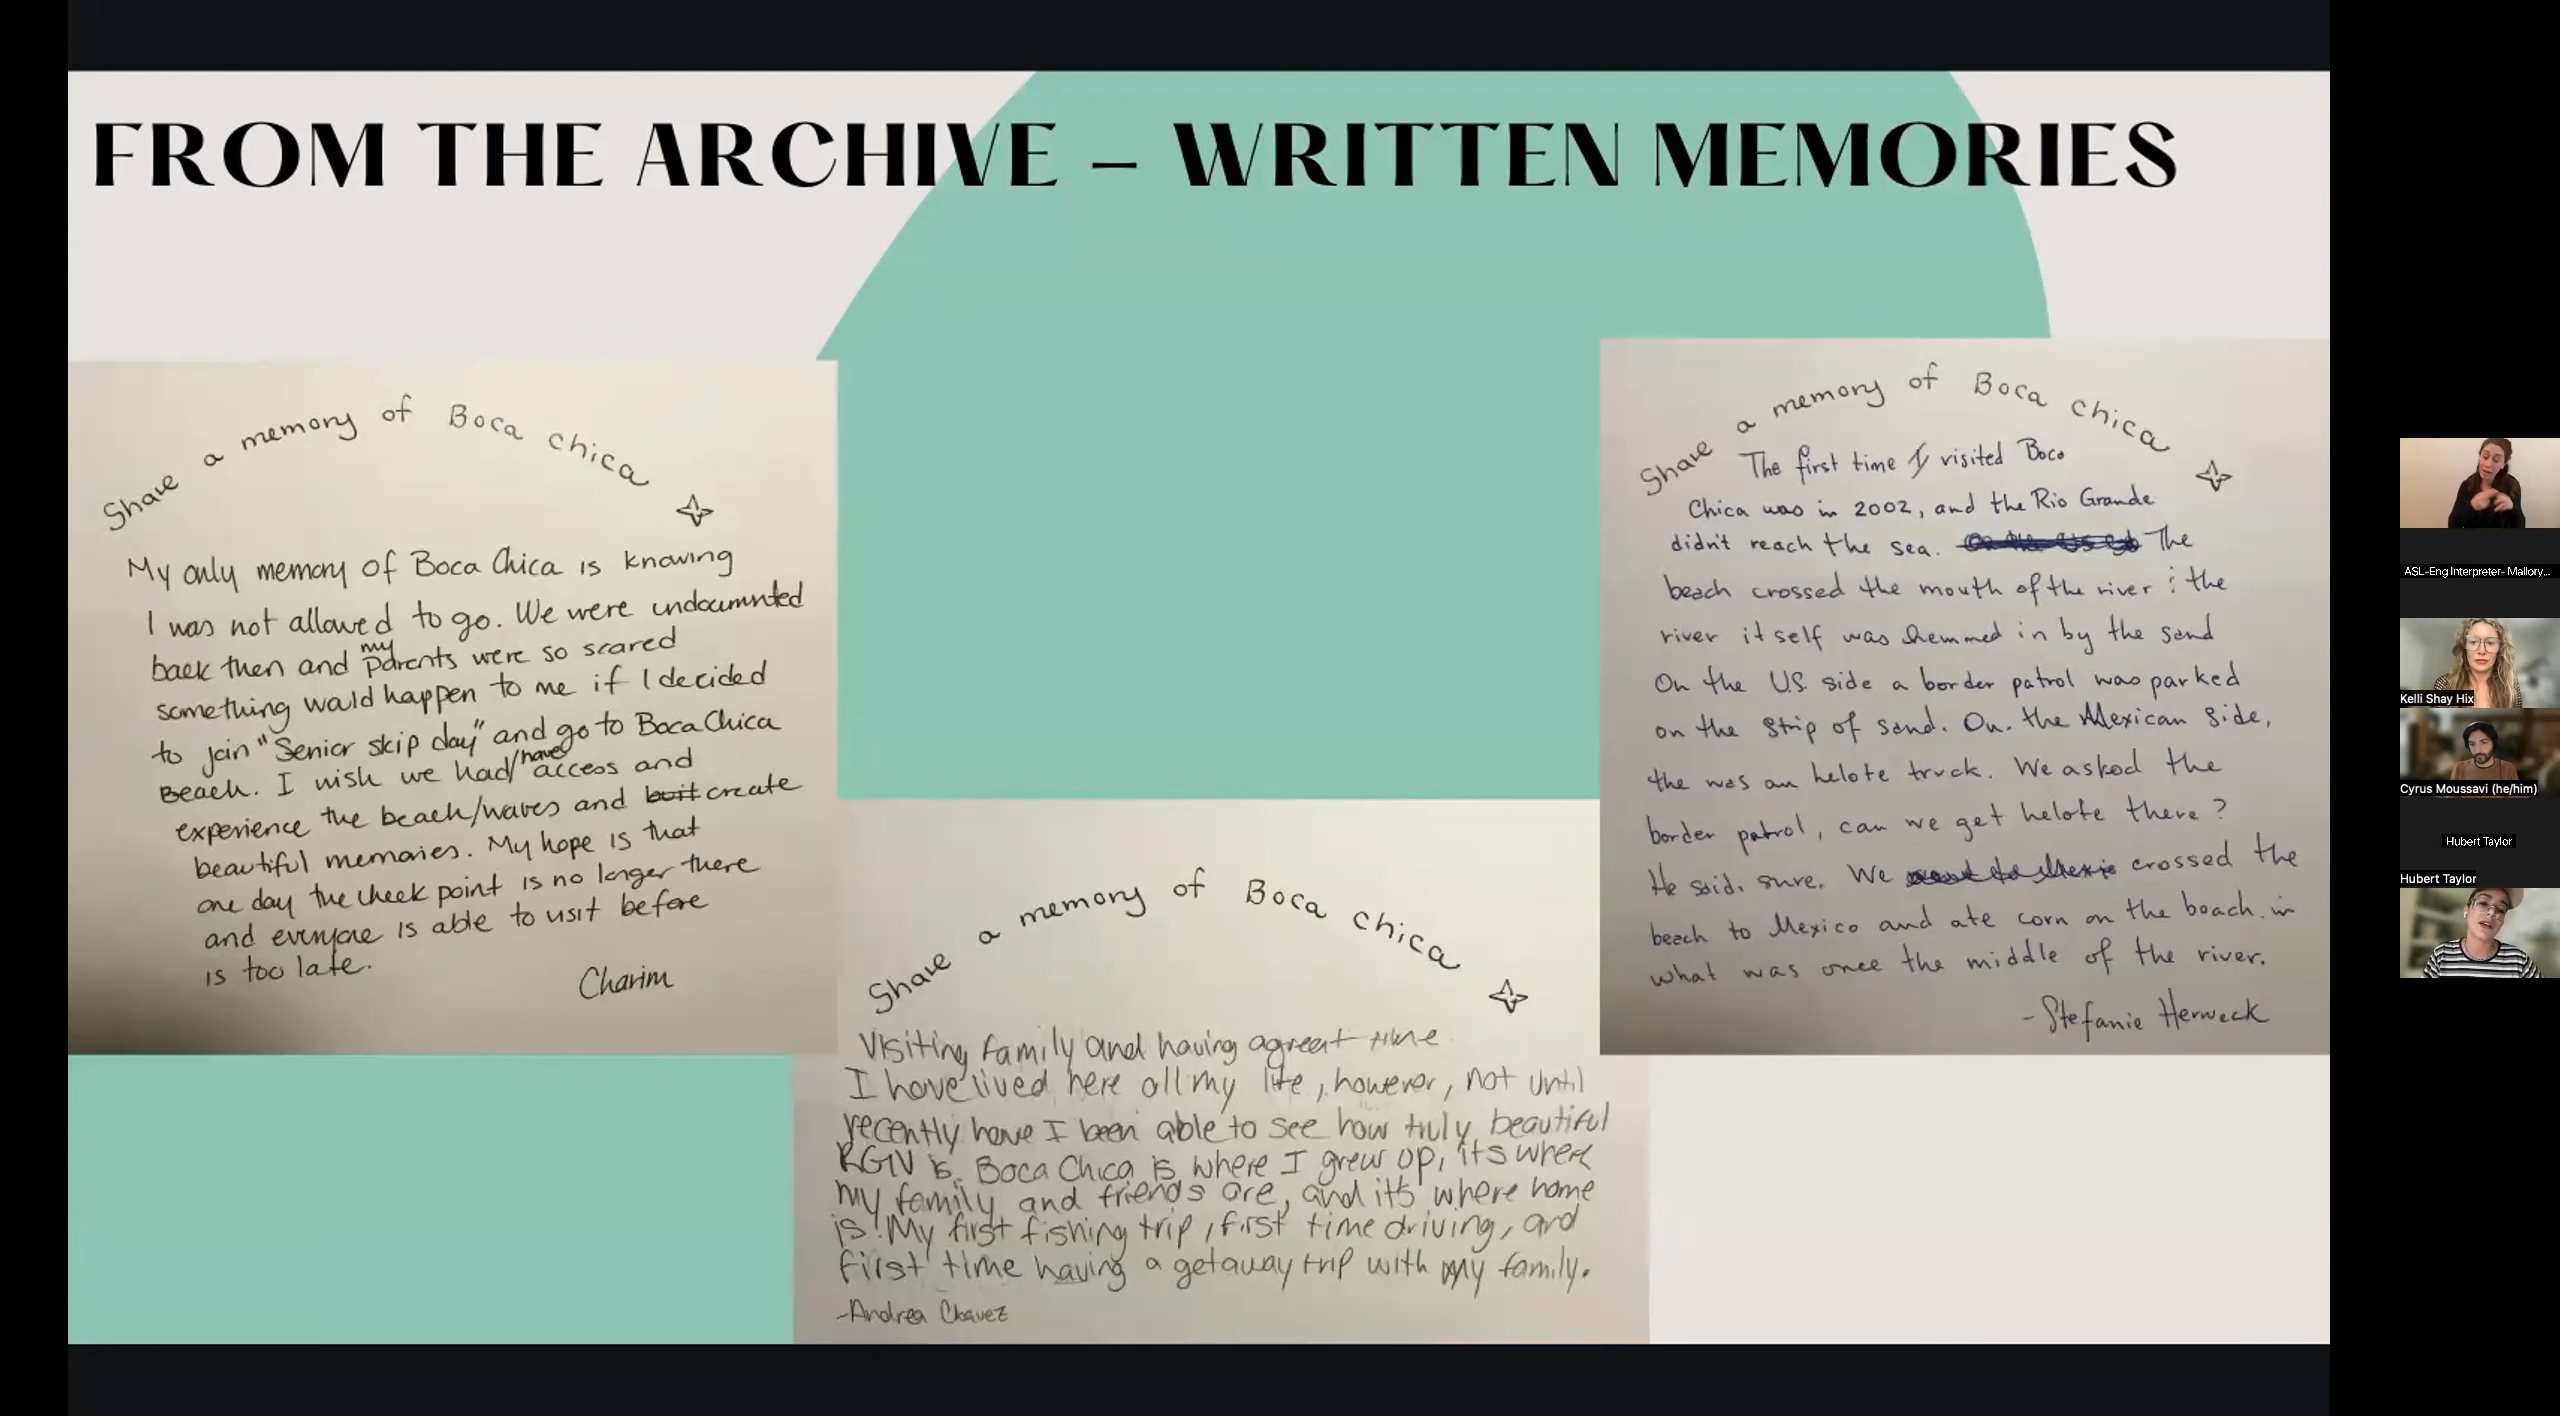 FROM THE ARCHIVE – WRITTEN MEMORIES
Share a memory of Boca chica
My only memory of Boca Chica is knowing
I was not allowed to go. We were undocumnted
back then and my parents were so scared
something would happen to me if I decided
to join "Senior skip day" and go to Boca Chica
Beach. I wish we had/have access and
experience the beach/waves and buit create
beautiful memories. My hope is that
one day the check point is no longer there
and everyone is able to visit before
is too late.
Charim
Share a memory of Boca chica
Visiting family and having a great time
I have lived here all my life, however, not until
recently have I been able to see how truly beautiful
RGV is. Boca Chica is where I grew up, its where
my family and friends are, and it's where home
is. My first fishing trip, first time driving, and
first time having a getaway trip with my family.
-Andrea Chavez
Share a memory of Boca chica
The first time I visited Boca
Chica was in 2002, and the Rio Grande
didn't reach the sea. The
beach crossed the mouth of the river; the
river itself was hemmed in by the sand
On the U.S. side a border patrol was parked
on the strip of sand. On the Mexican side,
the was an helote truck. We asked the
border patrol, can we get helote there?
He said, sure. We crossed the
beach to Mexico and ate corn on the beach in
what was once the middle of the river.
-Stefanie Herweck
ASL-Eng Interpreter- Mallory,...
Kelli Shay Hix
Cyrus Moussavi (he/him)
Hubert Taylor
Hubert Taylor